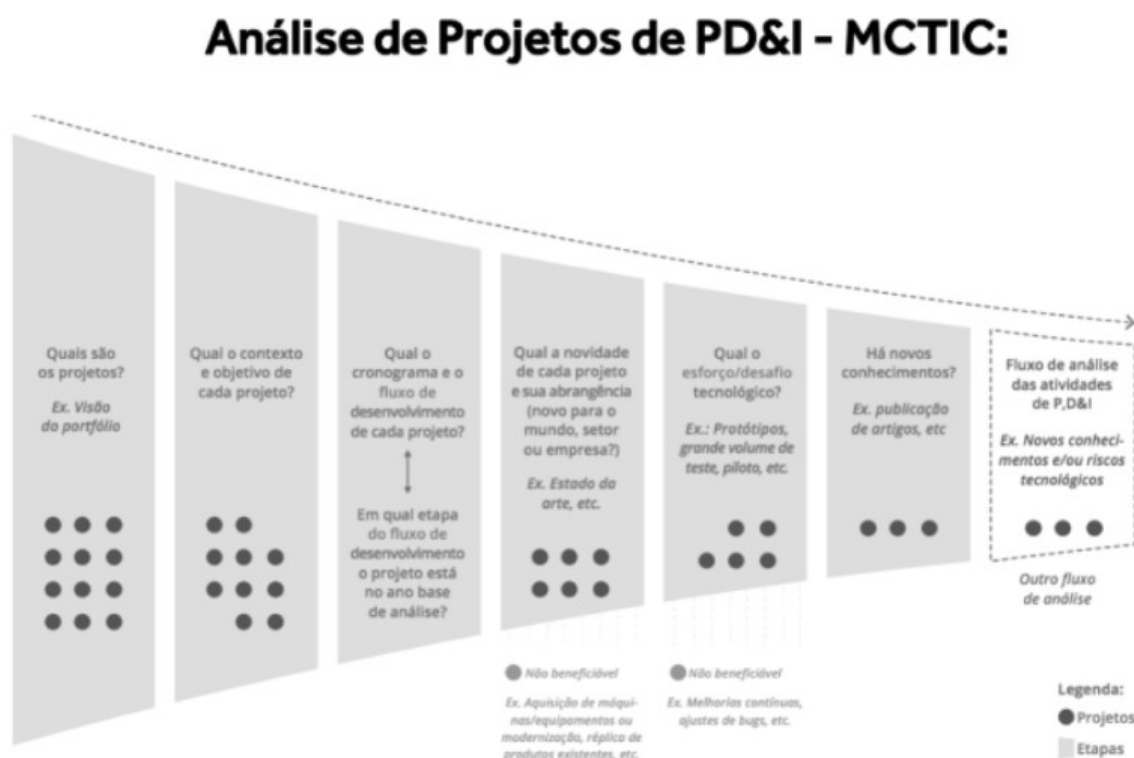 Análise de Projetos de PD&I - MCTIC:
Quais são
os projetos?
Ex. Visão
do portfólio
Qual o contexto
e objetivo de
cada projeto?
Qual o
cronograma e o
fluxo de
desenvolvimento
de cada projeto?
Em qual etapa
do fluxo de
desenvolvimento
o projeto está
no ano base
de análise?
Qual a novidade
de cada projeto
e sua abrangência
(novo para o
mundo, setor
ou empresa?)
Ex. Estado da
arte, etc.
Qual o
esforço/desafio
tecnológico?
Ex.: Protótipos,
grande volume de
teste, piloto, etc.
Há novos
conhecimentos?
Ex. publicação
de artigos, etc
Fluxo de análise
das atividades
de P,D&I
Ex. Novos conheci-
mentos e/ou riscos
tecnológicos
Outro fluxo
de análise
Não beneficiável
Ex. Aquisição de máqui-
nas/equipamentos ou
modernização, réplica de
produtos existentes, etc.
Não beneficiável
Ex. Melhorias contínuas,
ajustes de bugs, etc.
Legenda:
Projetos
Etapas